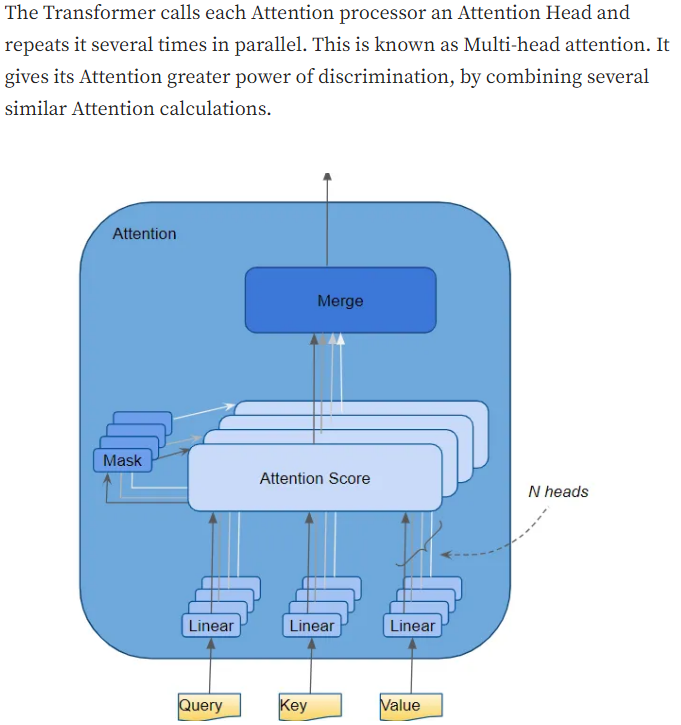 The Transformer calls each Attention processor an Attention Head and
repeats it several times in parallel. This is known as Multi-head attention. It
gives its Attention greater power of discrimination, by combining several
similar Attention calculations.
Attention
Merge
Mask
Attention Score
N heads
Linear
Linear
Linear
Query
Key
Value